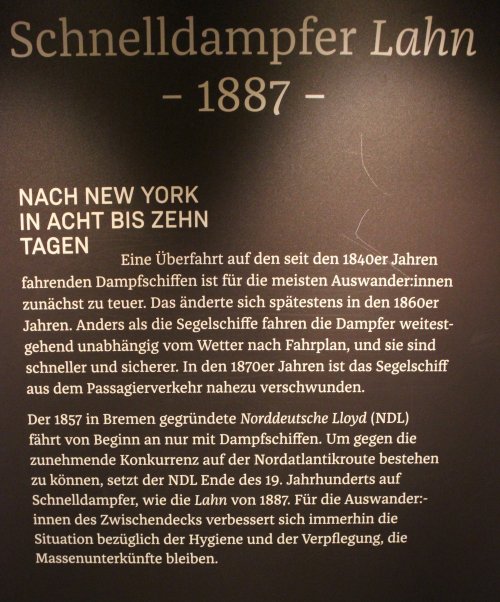 Schnelldampfer Lahn
– 1887 –
NACH NEW YORK
IN ACHT BIS ZEHN
TAGEN
Eine Überfahrt auf den seit den 1840er Jahren
fahrenden Dampfschiffen ist für die meisten Auswander:innen
zunächst zu teuer. Das änderte sich spätestens in den 1860er
Jahren. Anders als die Segelschiffe fahren die Dampfer weitest-
gehend unabhängig vom Wetter nach Fahrplan, und sie sind
schneller und sicherer. In den 1870er Jahren ist das Segelschiff
aus dem Passagierverkehr nahezu verschwunden.
Der 1857 in Bremen gegründete Norddeutsche Lloyd (NDL)
fährt von Beginn an nur mit Dampfschiffen. Um gegen die
zunehmende Konkurrenz auf der Nordatlantikroute bestehen
zu können, setzt der NDL Ende des 19. Jahrhunderts auf
Schnelldampfer, wie die Lahn von 1887. Für die Auswander:-
innen des Zwischendecks verbessert sich immerhin die
Situation bezüglich der Hygiene und der Verpflegung, die
Massenunterkünfte bleiben.